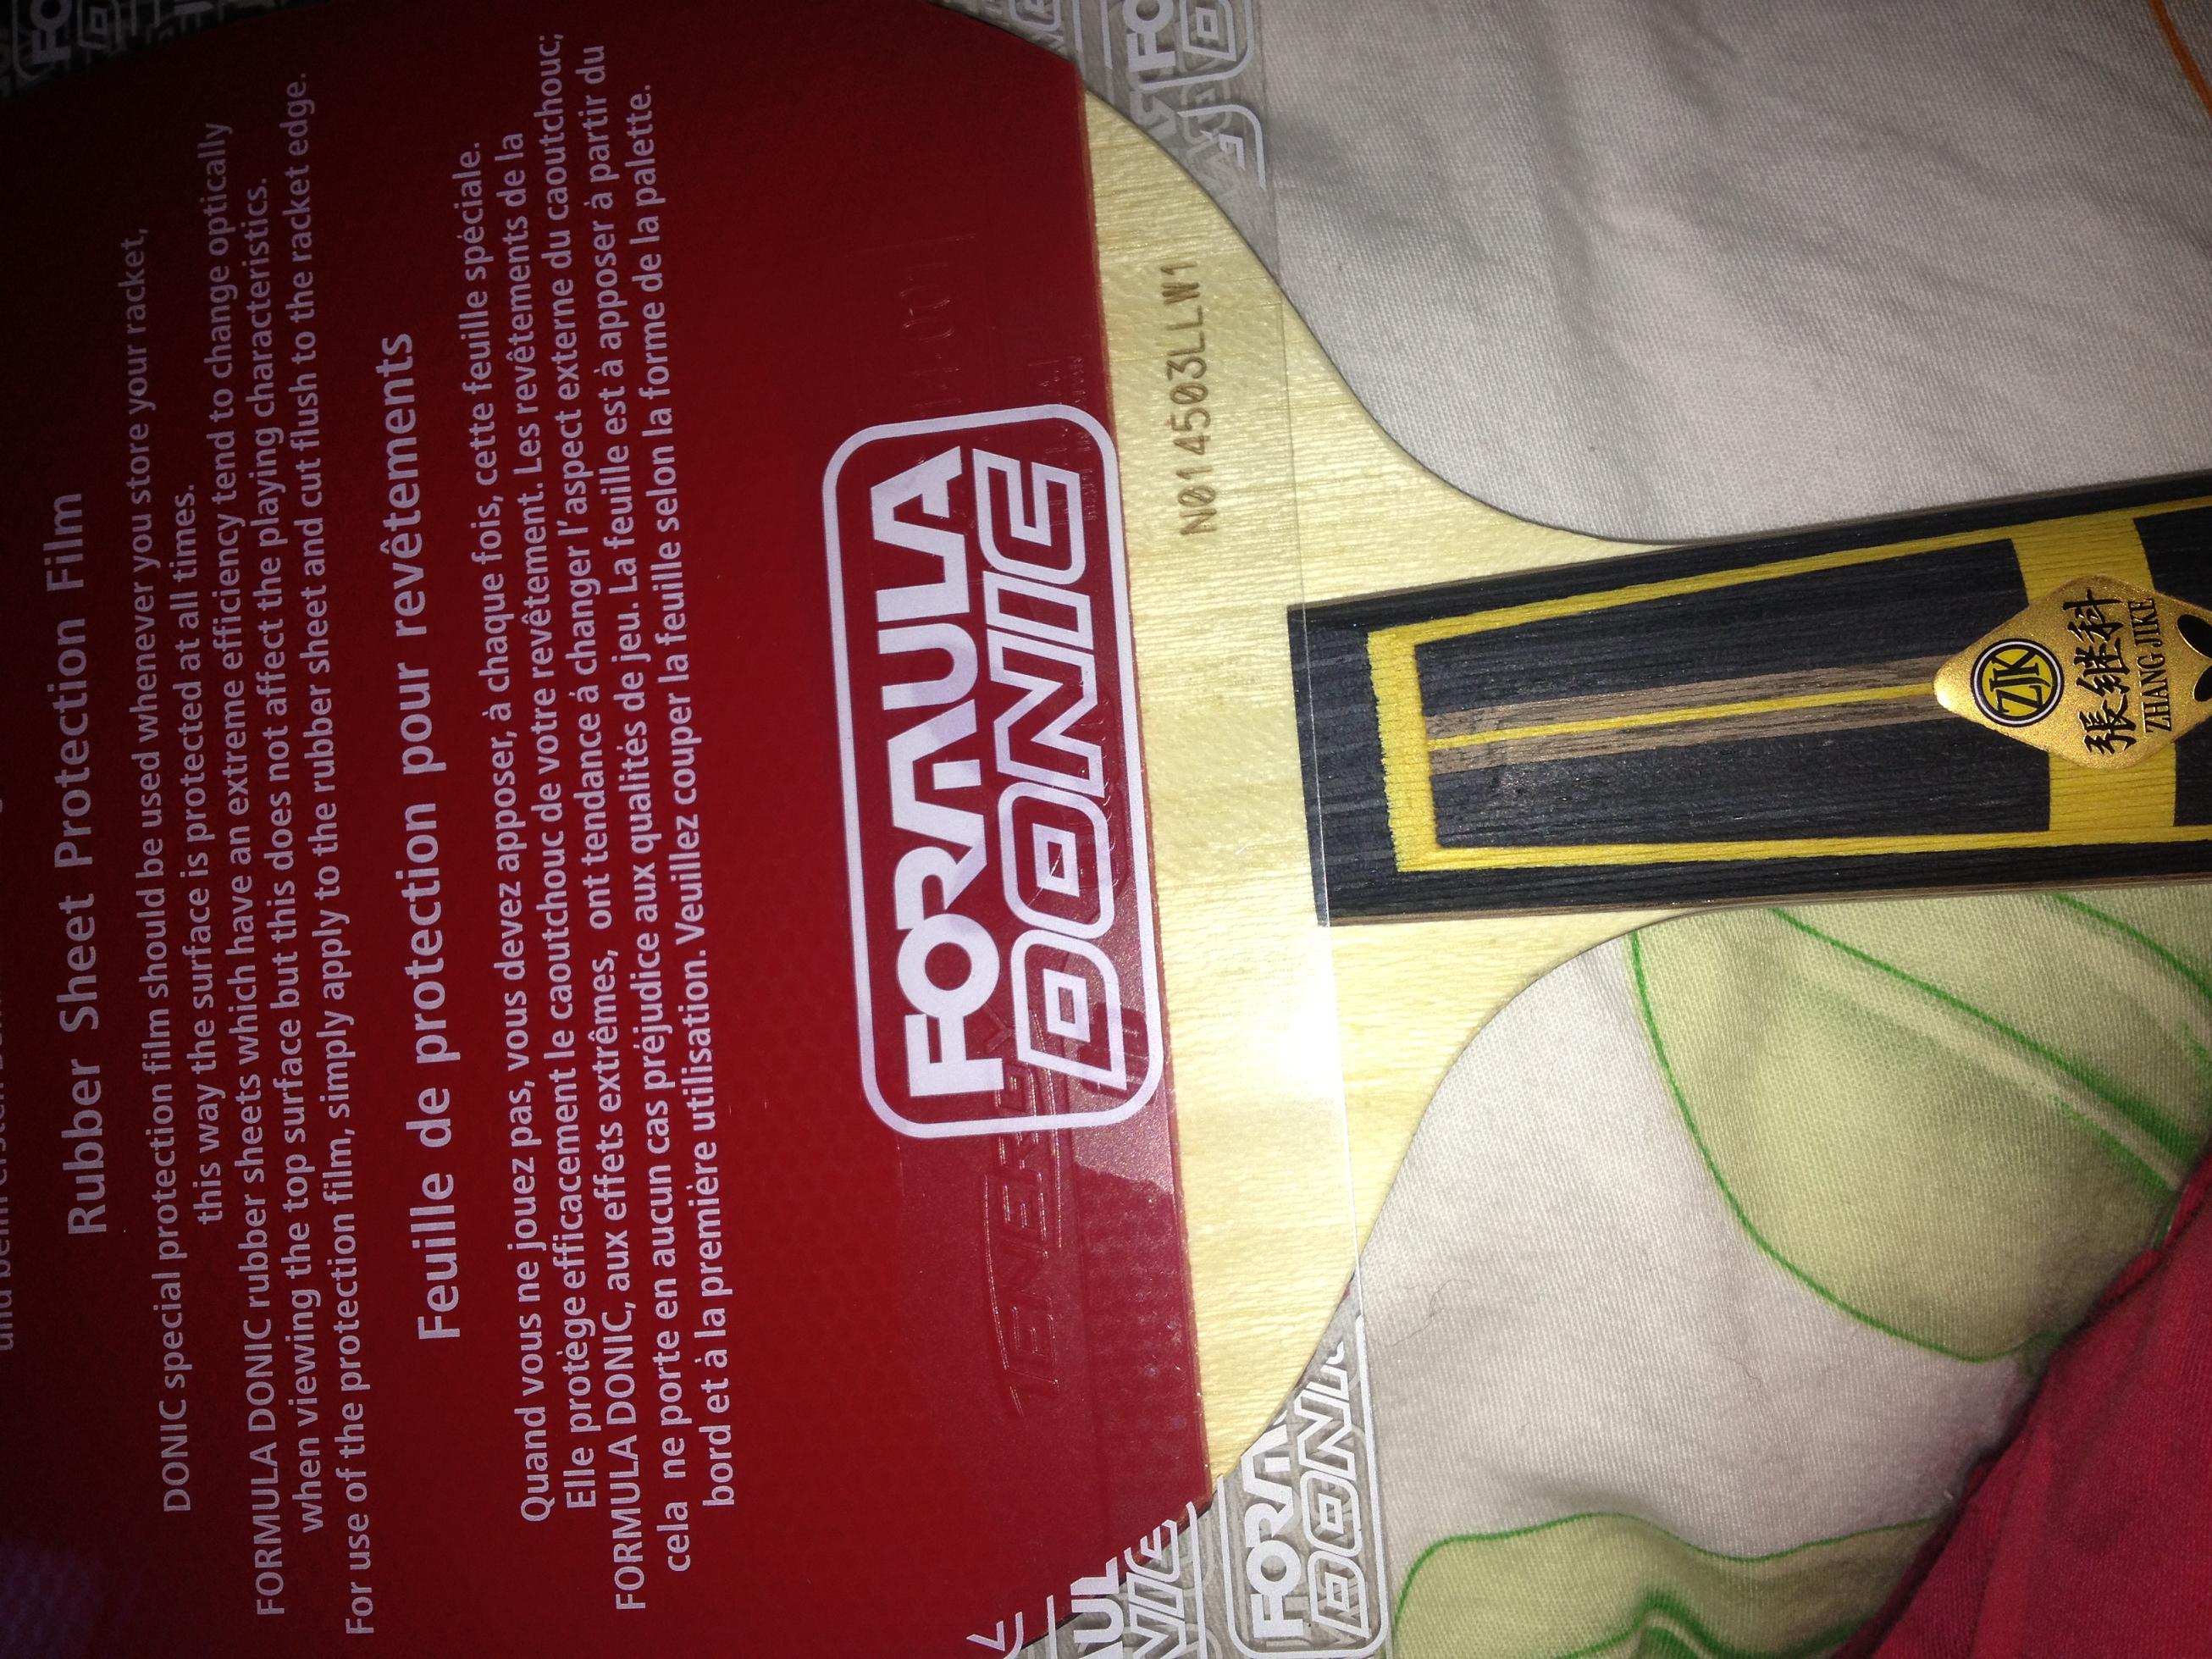 Rubber Sheet Protection Film
DONIC special protection film should be used whenever you store your racket,
this way the surface is protected at all times.
FORMULA DONIC rubber sheets which have an extreme efficiency tend to change optically
when viewing the top surface but this does not affect the playing characteristics.
For use of the protection film, simply apply to the rubber sheet and cut flush to the racket edge.
Feuille de protection pour revêtements
Quand vous ne jouez pas, vous devez apposer, à chaque fois, cette feuille spéciale.
Elle protège efficacement le caoutchouc de votre revêtement. Les revêtements de la
FORMULA DONIC, aux effets extrêmes, ont tendance à changer l'aspect externe du caoutchouc;
cela ne porte en aucun cas préjudice aux qualités de jeu. La feuille est à apposer à partir du
bord et à la première utilisation. Veuillez couper la feuille selon la forme de la palette.
FORMULA
DONIC
TENERGY
N014503LLW1
ZJK
張継科
ZHANG JIKE
FORM
DONIC